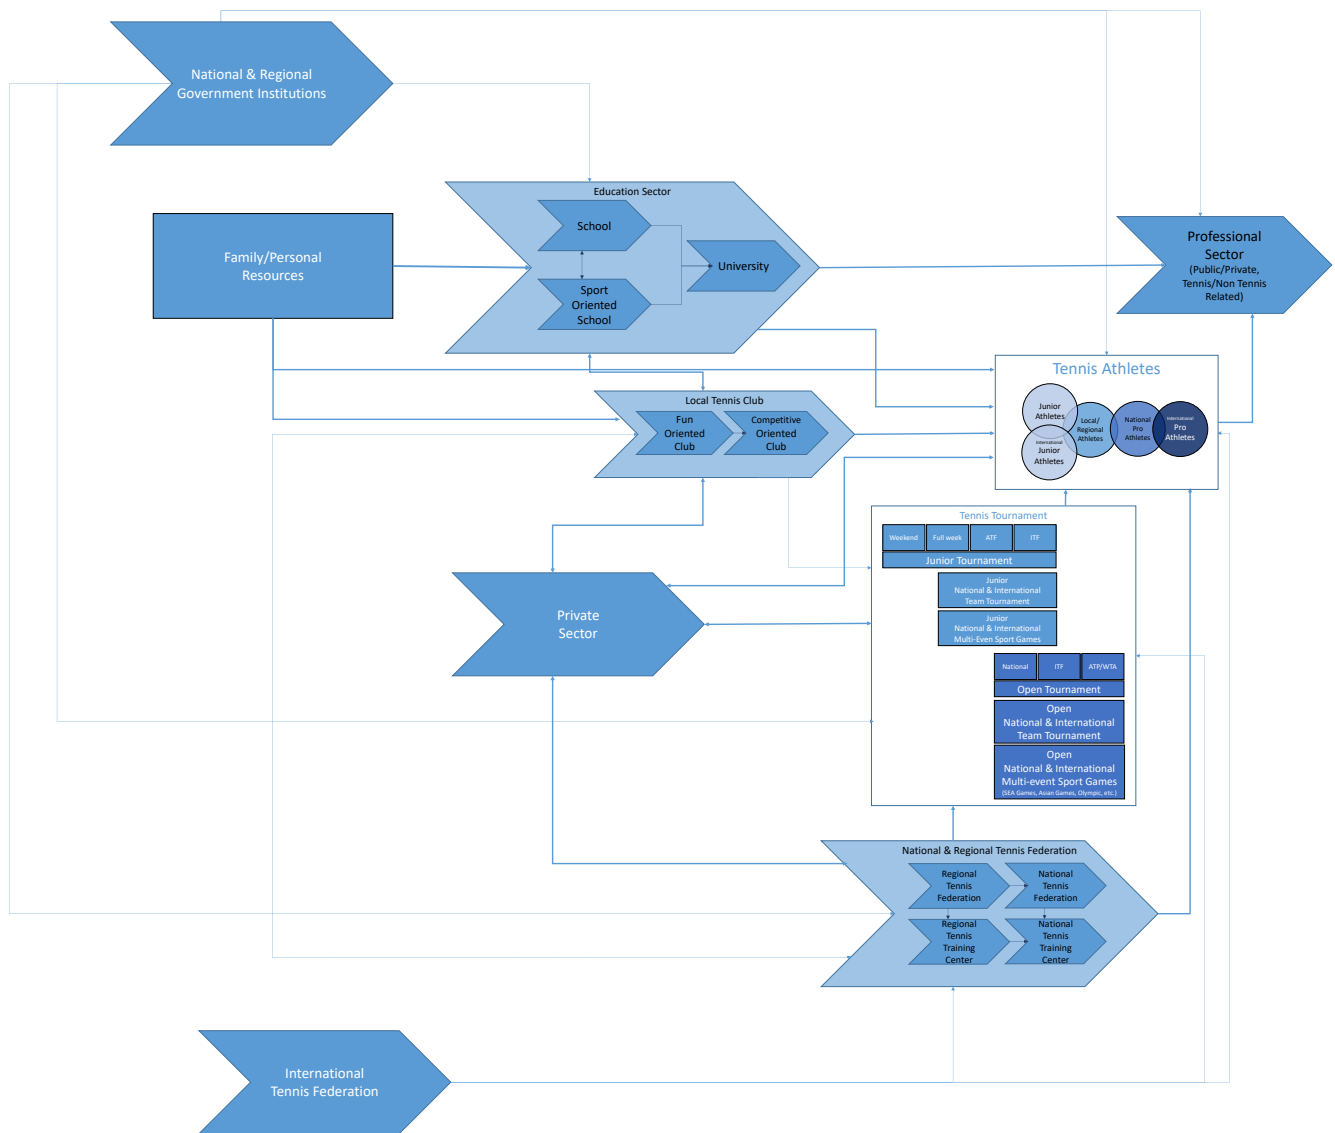 National & Regional
Government Institutions
Education Sector
School
Sport
Oriented
School
University
Family/Personal
Resources
Professional
Sector
(Public/Private,
Tennis/Non Tennis
Related)
Tennis Athletes
Junior
Athletes
International
Junior
Athletes
Local/
Regional
Athletes
National
Pro
Athletes
International
Pro
Athletes
Local Tennis Club
Fun
Oriented
Club
Competitive
Oriented
Club
Tennis Tournament
Weekend
Full week
ATF
ITF
Junior Tournament
Junior
National & International
Team Tournament
Junior
National & International
Multi-Even Sport Games
National
ITF
ATP/WTA
Open Tournament
Open
National & International
Team Tournament
Open
National & International
Multi-event Sport Games
(SEA Games, Asian Games, Olympic, etc.)
Private
Sector
National & Regional Tennis Federation
Regional
Tennis
Federation
National
Tennis
Federation
Regional
Tennis
Training
Center
National
Tennis
Training
Center
International
Tennis Federation